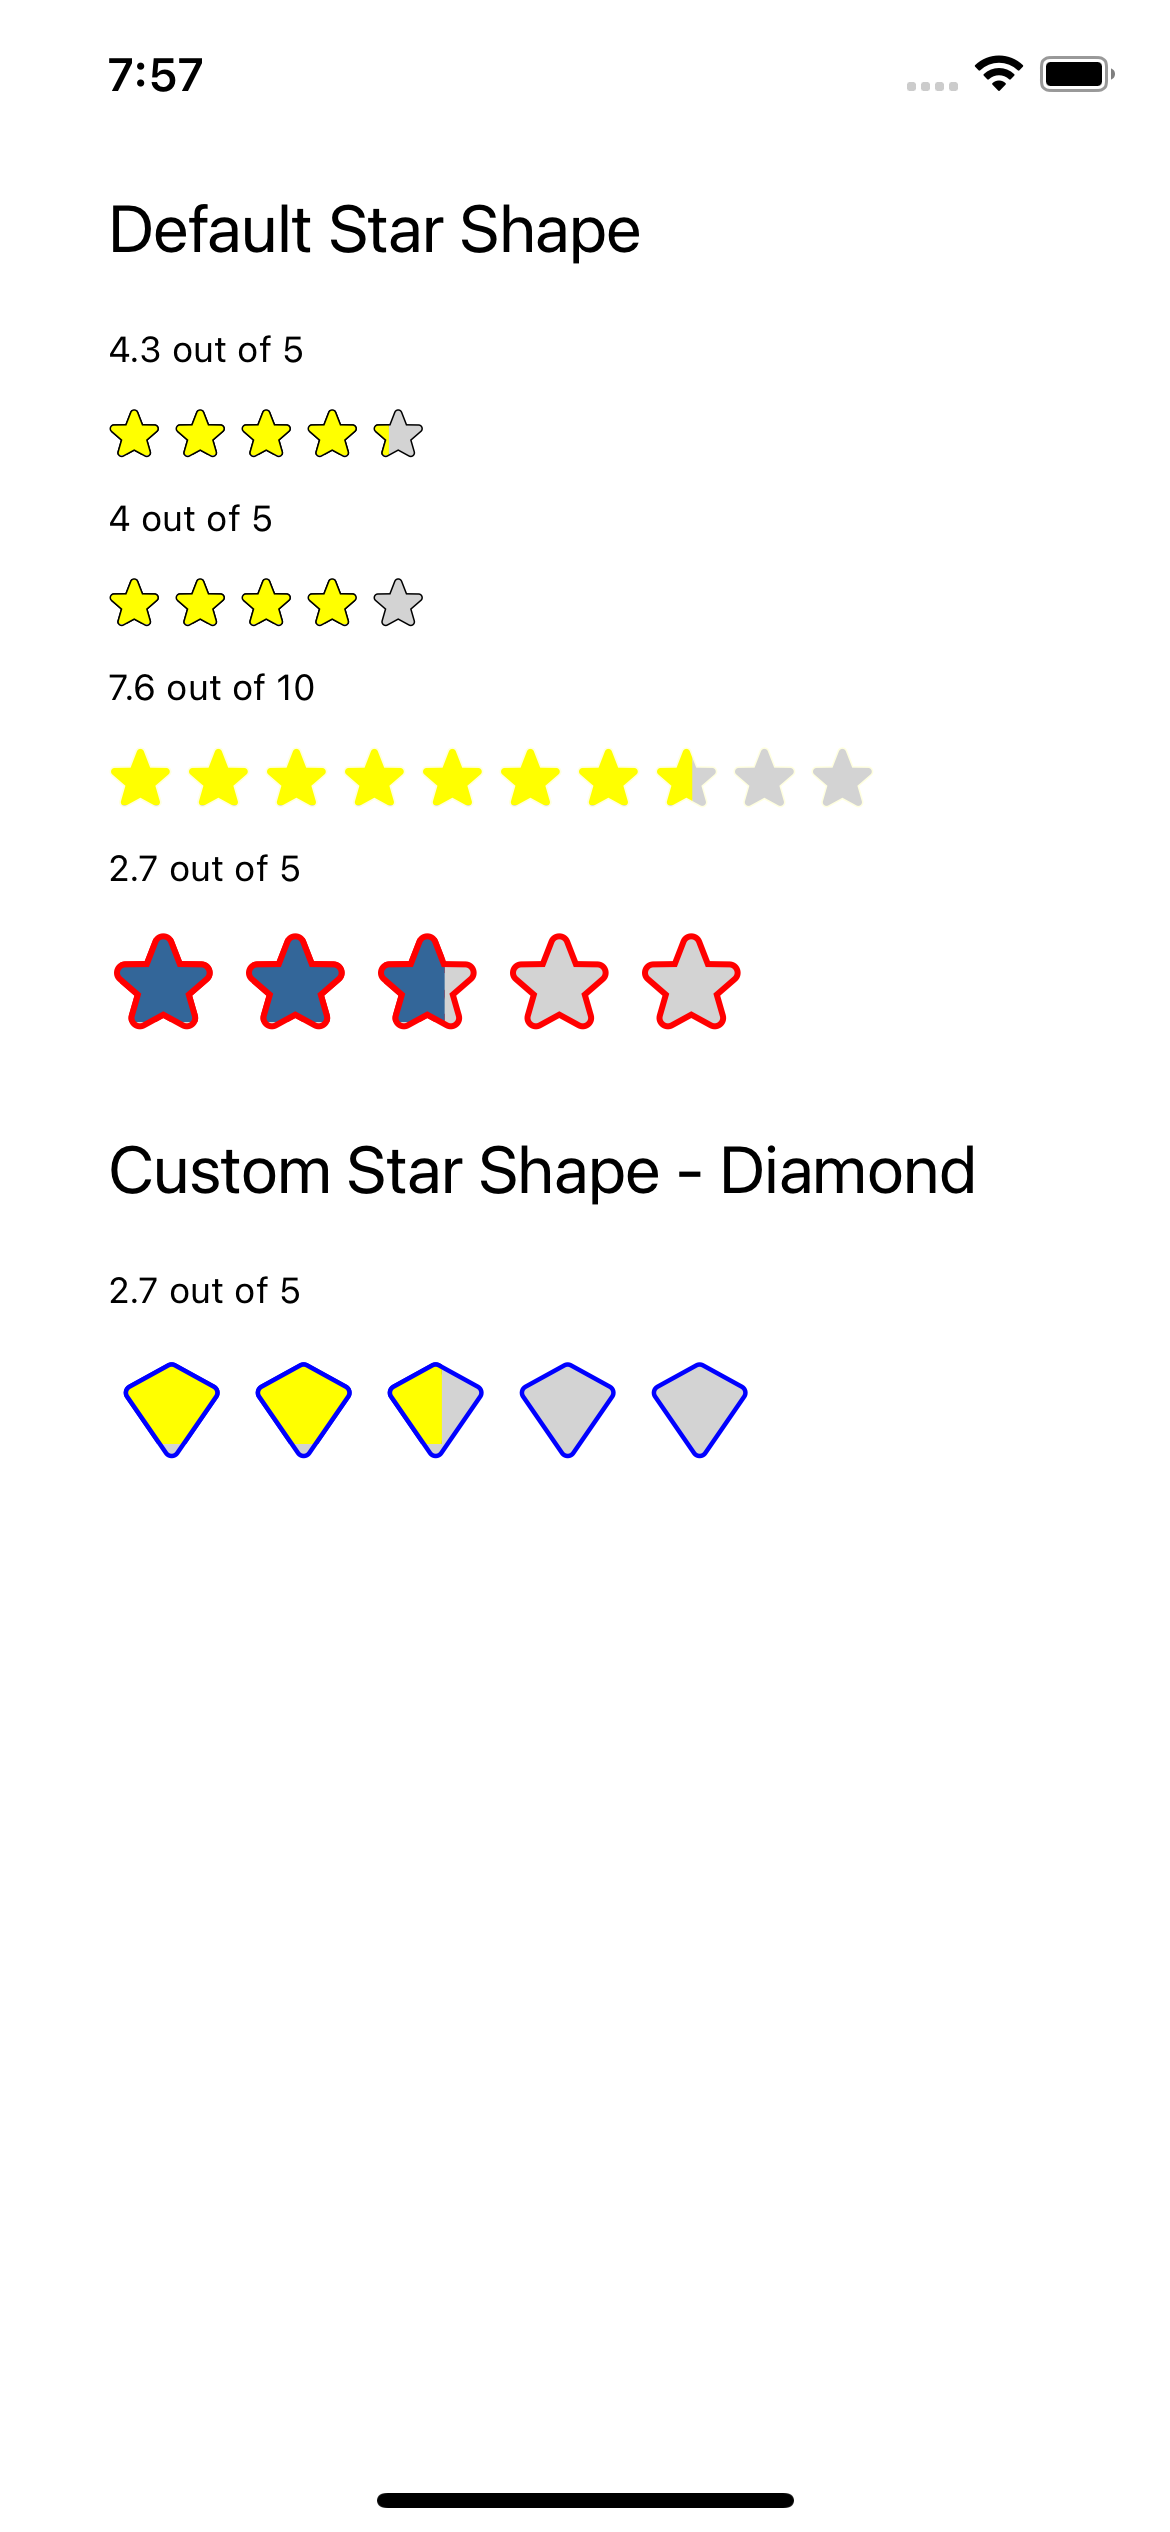 7:57
Default Star Shape
4.3 out of 5
4 out of 5
7.6 out of 10
2.7 out of 5
Custom Star Shape - Diamond
2.7 out of 5